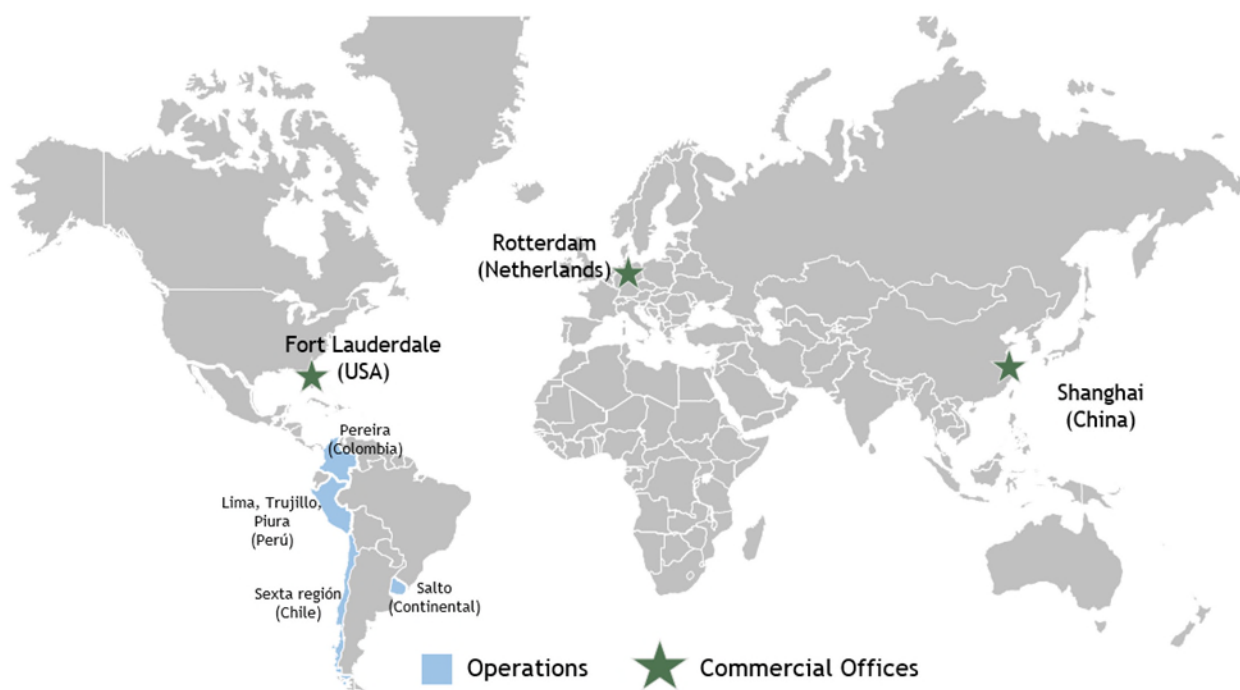 Rotterdam
(Netherlands)
Fort Lauderdale
(USA)
Shanghai
(China)
Pereira
(Colombia)
Lima, Trujillo,
Piura
(Perú)
Sexta región
(Chile)
Salto
(Continental)
Operations
Commercial Offices